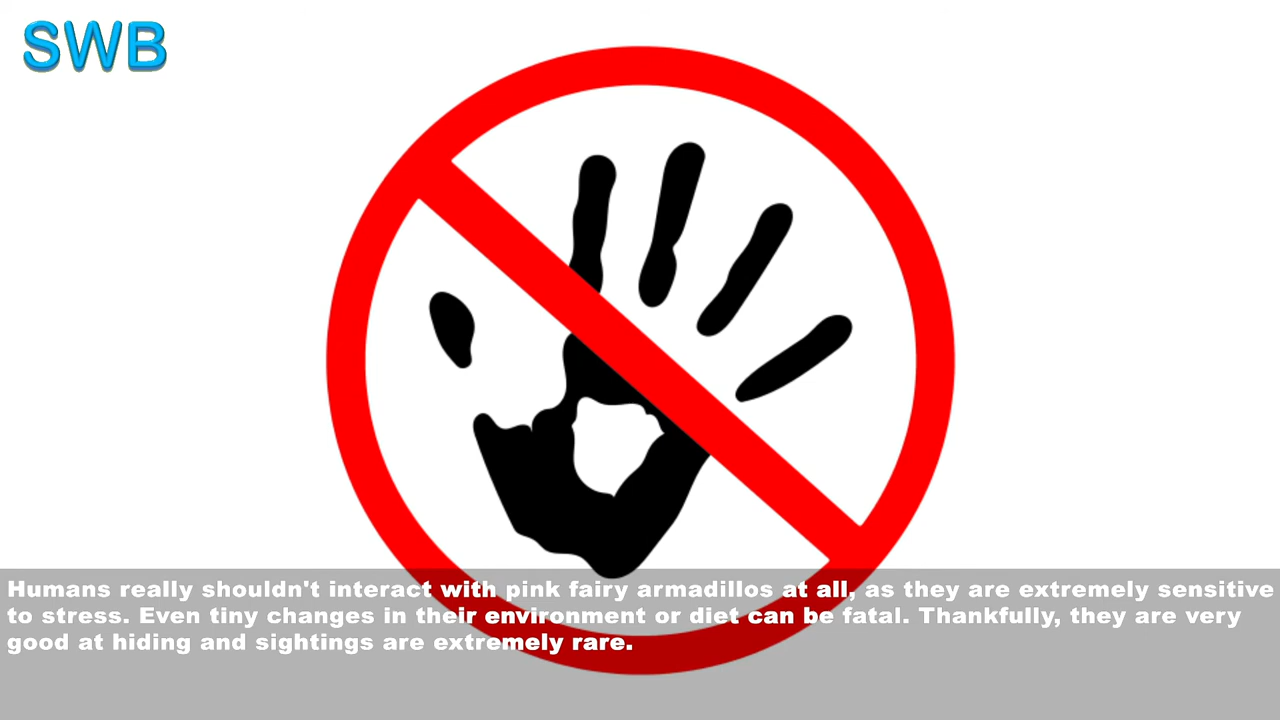 SWB
Humans really shouldn't interact with pink fairy armadillos at all, as they are extremely sensitive
to stress. Even tiny changes in their environment or diet can be fatal. Thankfully, they are very
good at hiding and sightings are extremely rare.